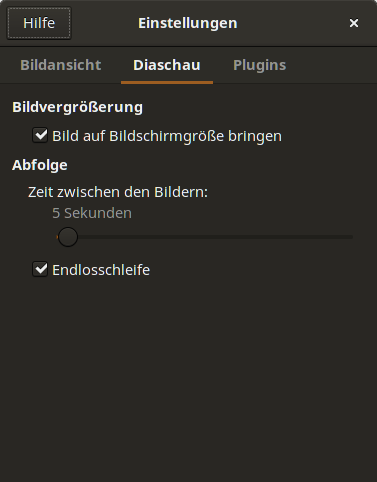 Hilfe
Einstellungen
Bildansicht
Diaschau
Plugins
Bildvergrößerung
Bild auf Bildschirmgröße bringen
Abfolge
Zeit zwischen den Bildern:
5 Sekunden
Endlosschleife